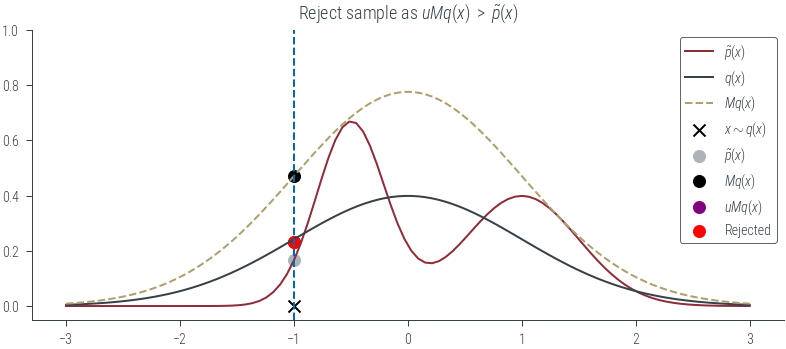 Reject sample as uMq(x) > p̃(x)
1.0
0.8
0.6
0.4
0.2
0.0
−3 −2 −1 0 1 2 3
p̃(x)
q(x)
Mq(x)
x ~ q(x)
p̃(x)
Mq(x)
uMq(x)
Rejected